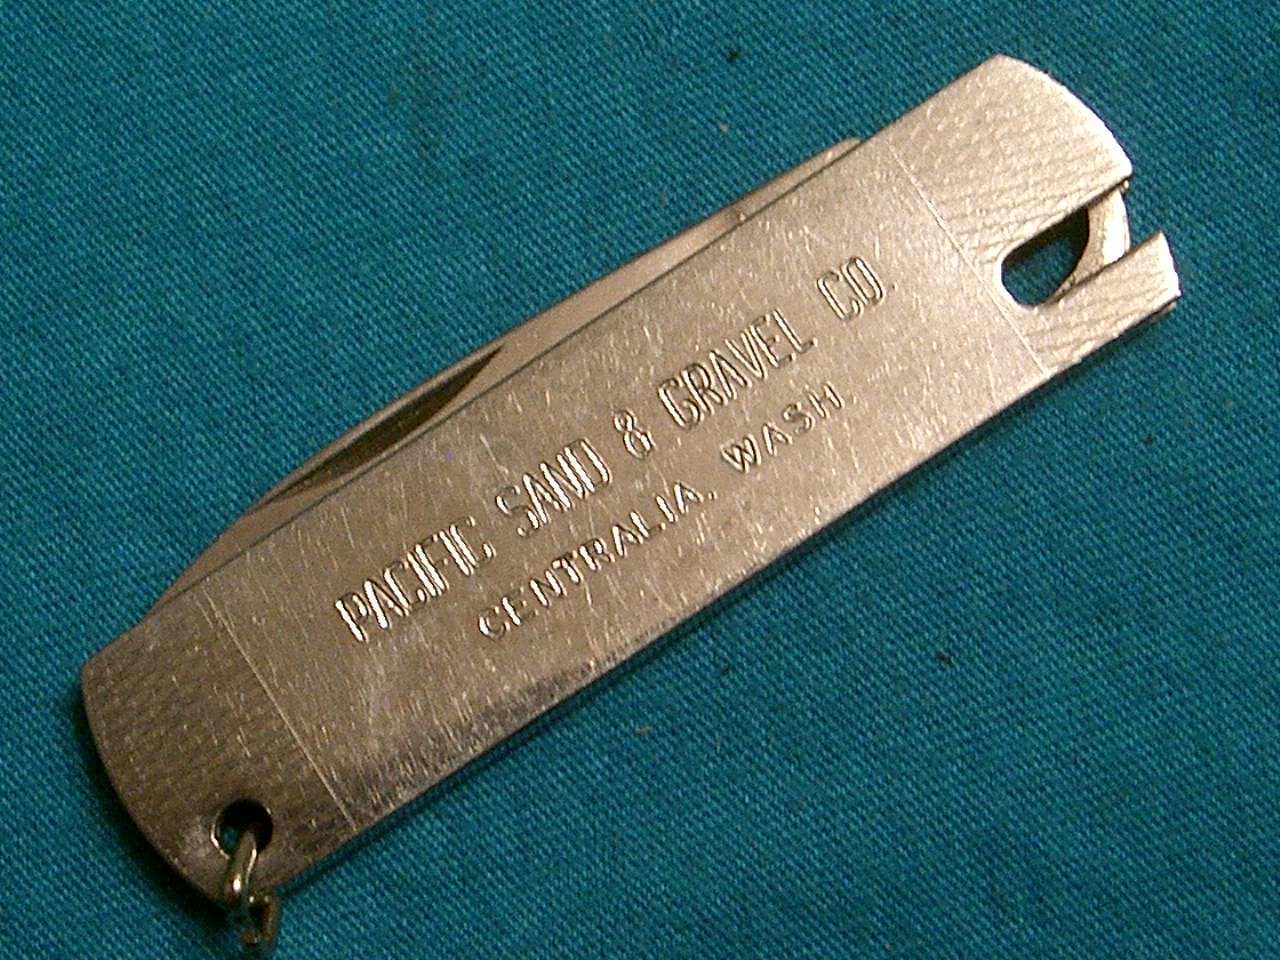 PACIFIC SAND & GRAVEL CO.
CENTRALIA, WASH.